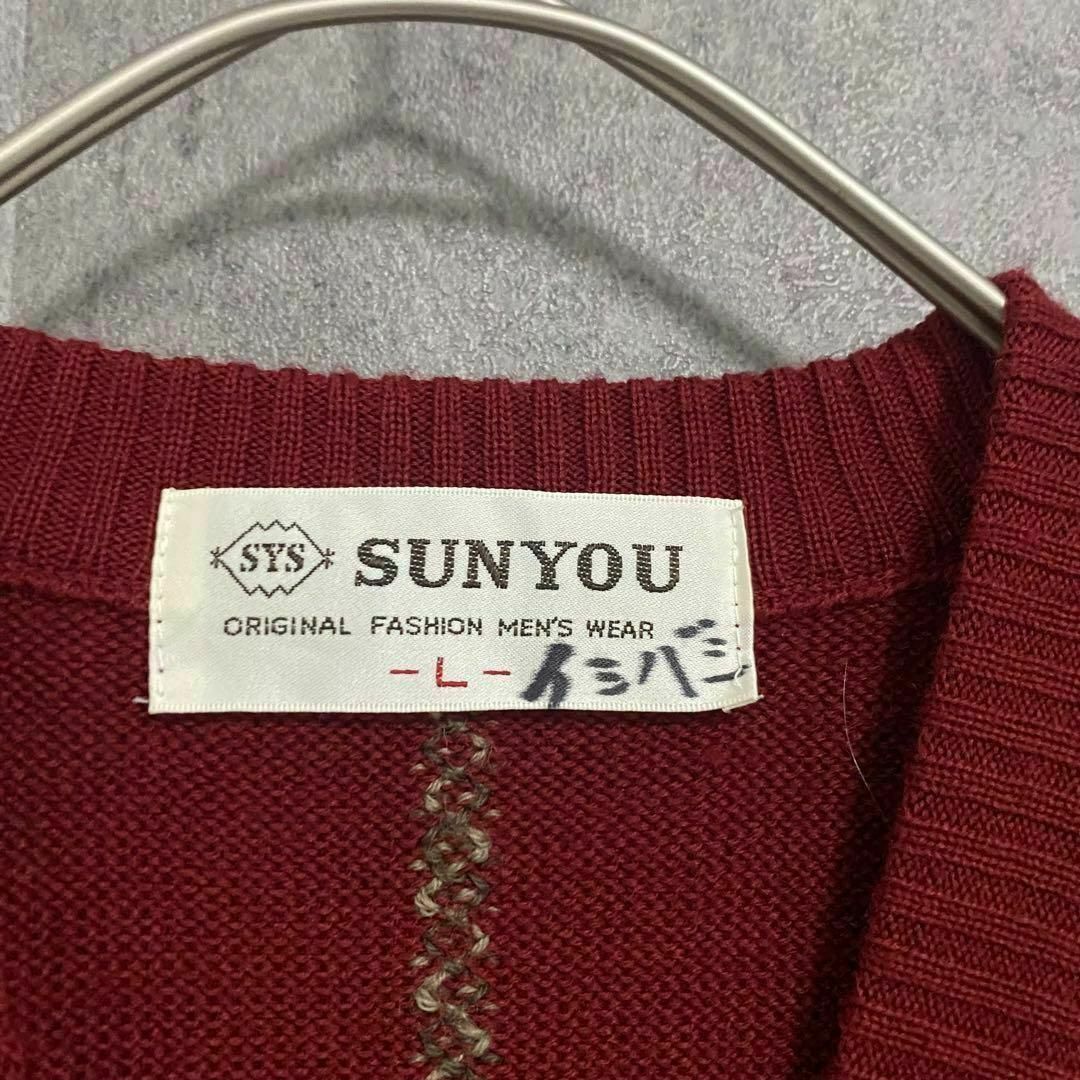 SYS SUNYOU
ORIGINAL FASHION MEN'S WEAR
- L -